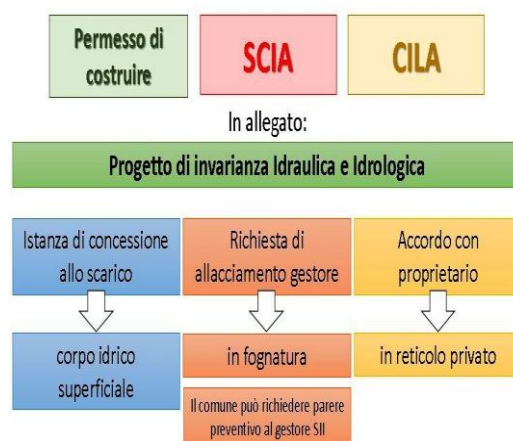 Permesso di
costruire
SCIA
CILA
In allegato:
Progetto di invarianza Idraulica e Idrologica
Istanza di concessione
allo scarico
Richiesta di
allacciamento gestore
Accordo con
proprietario
corpo idrico
superficiale
in fognatura
in reticolo privato
Il comune può richiedere parere
preventivo al gestore SII